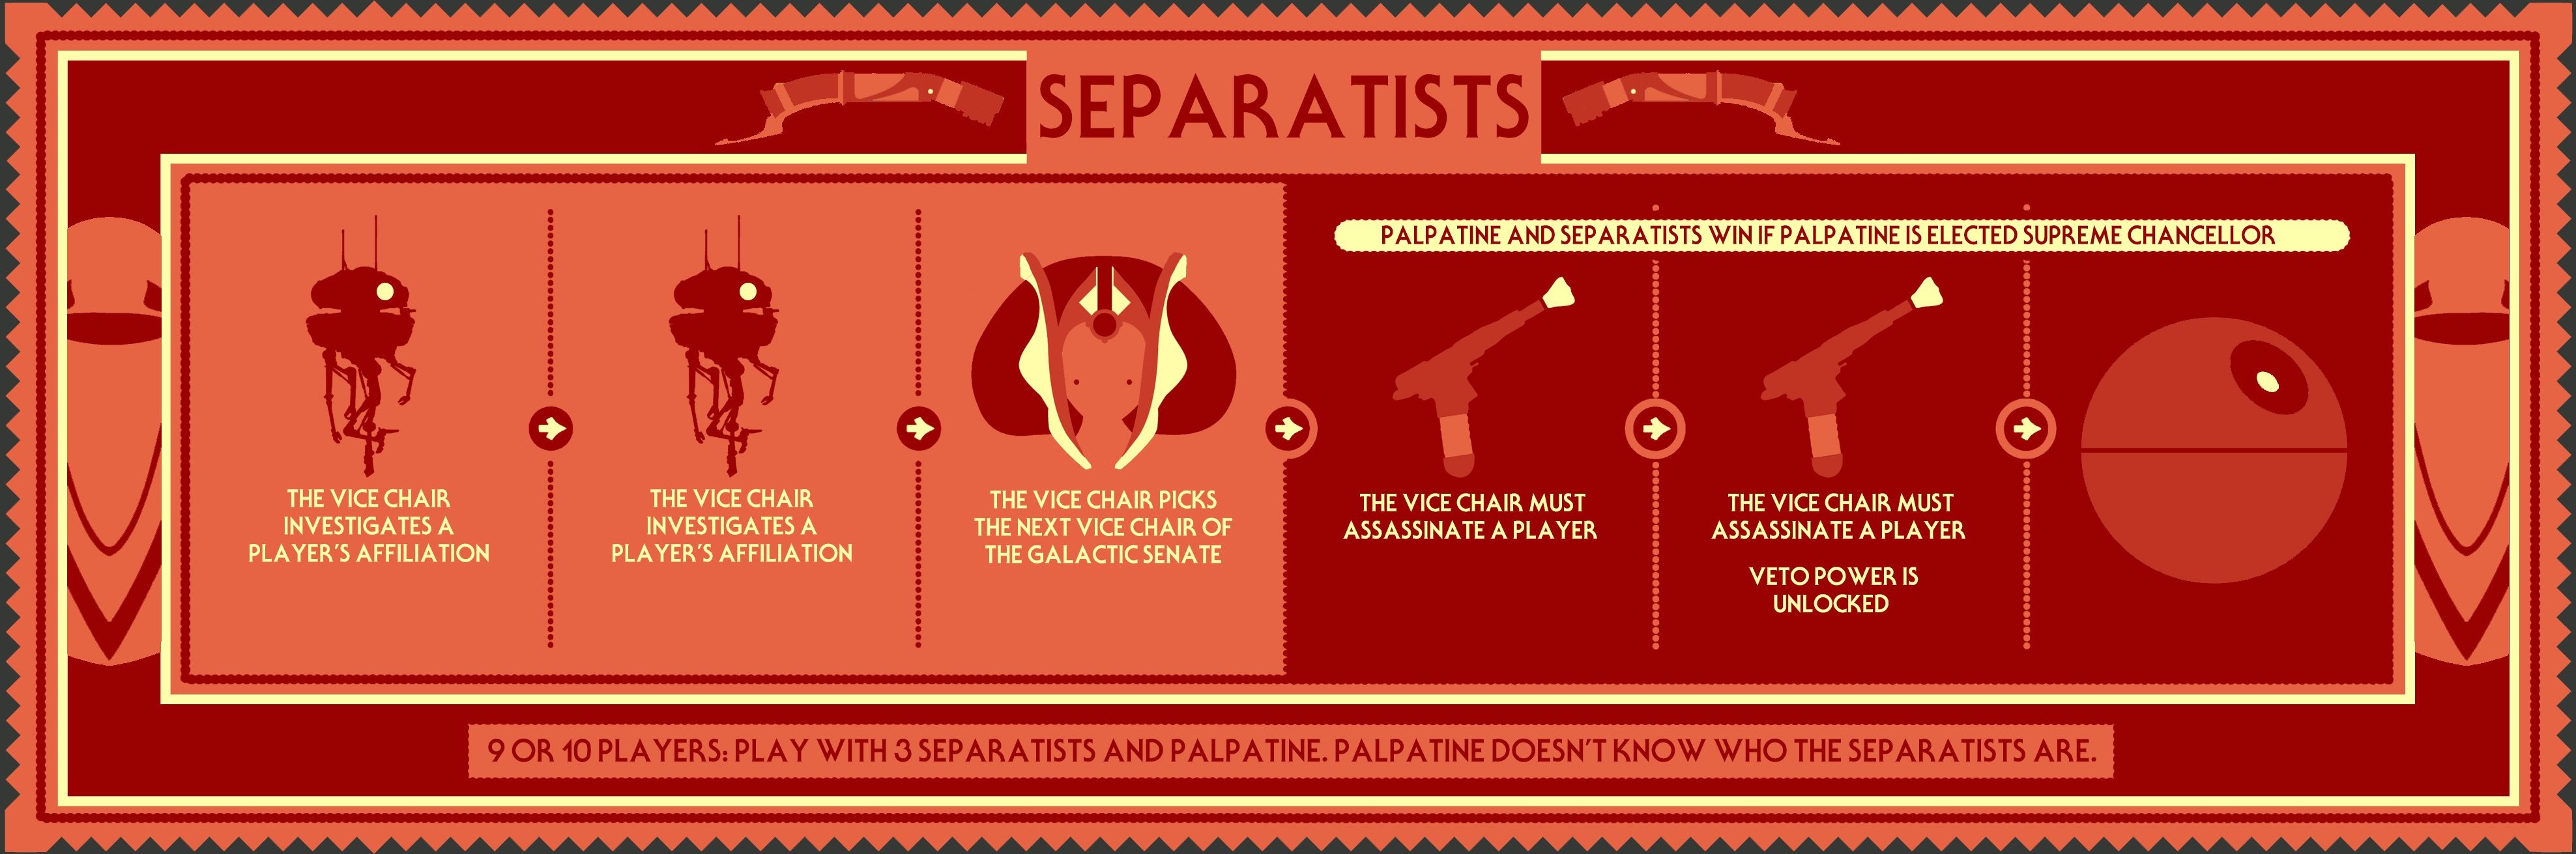 SEPARATISTS
PALPATINE AND SEPARATISTS WIN IF PALPATINE IS ELECTED SUPREME CHANCELLOR
THE VICE CHAIR
INVESTIGATES A
PLAYER'S AFFILIATION
THE VICE CHAIR
INVESTIGATES A
PLAYER'S AFFILIATION
THE VICE CHAIR PICKS
THE NEXT VICE CHAIR OF
THE GALACTIC SENATE
THE VICE CHAIR MUST
ASSASSINATE A PLAYER
THE VICE CHAIR MUST
ASSASSINATE A PLAYER
VETO POWER IS
UNLOCKED
9 OR 10 PLAYERS: PLAY WITH 3 SEPARATISTS AND PALPATINE. PALPATINE DOESN'T KNOW WHO THE SEPARATISTS ARE.